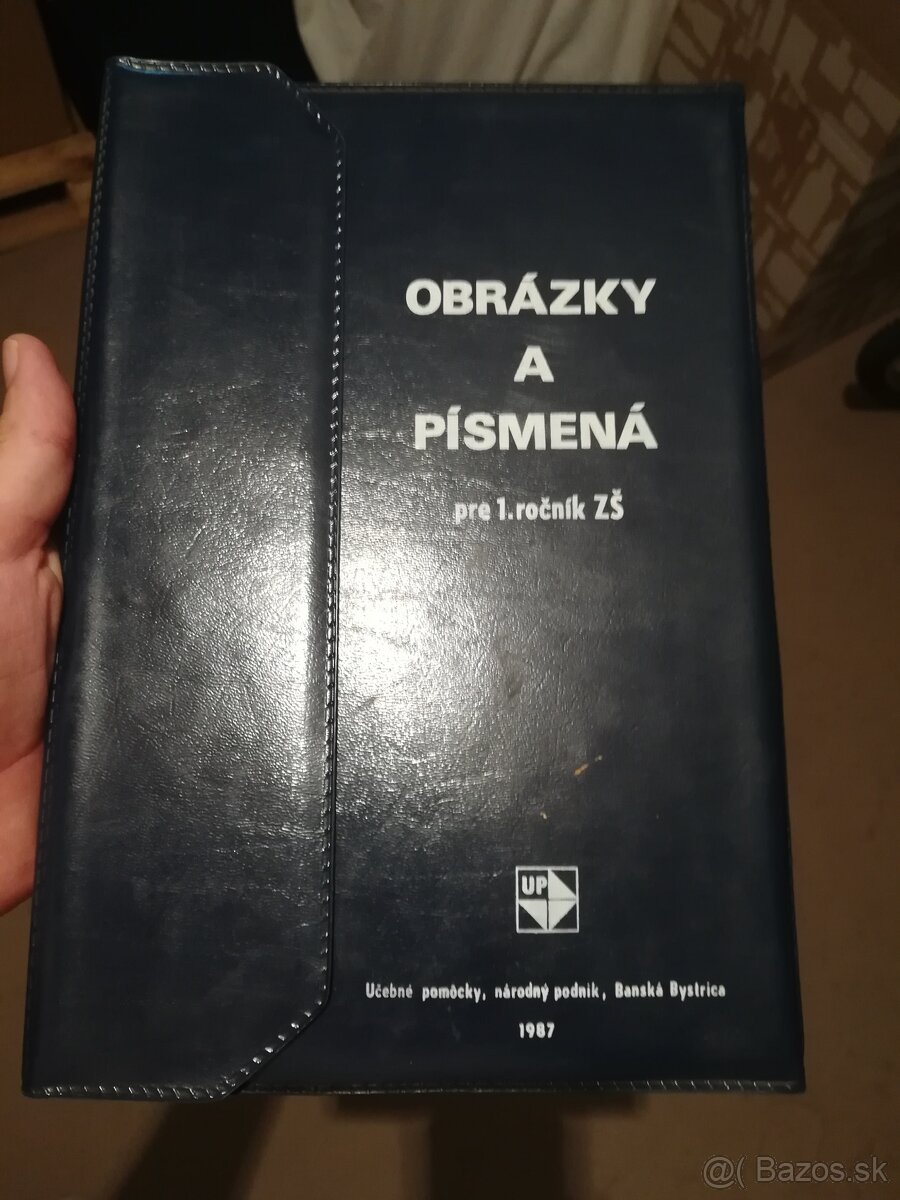 OBRÁZKY
A
PÍSMENÁ
pre 1. ročník ZŠ
UP
Učebné pomôcky, národný podnik, Banská Bystrica
1987
@( Bazos.sk